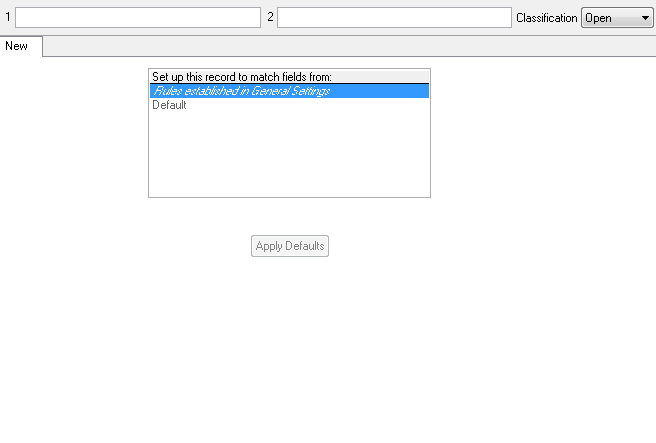 1 2 Classification Open
New
Set up this record to match fields from:
Rules established in General Settings
Default
Apply Defaults